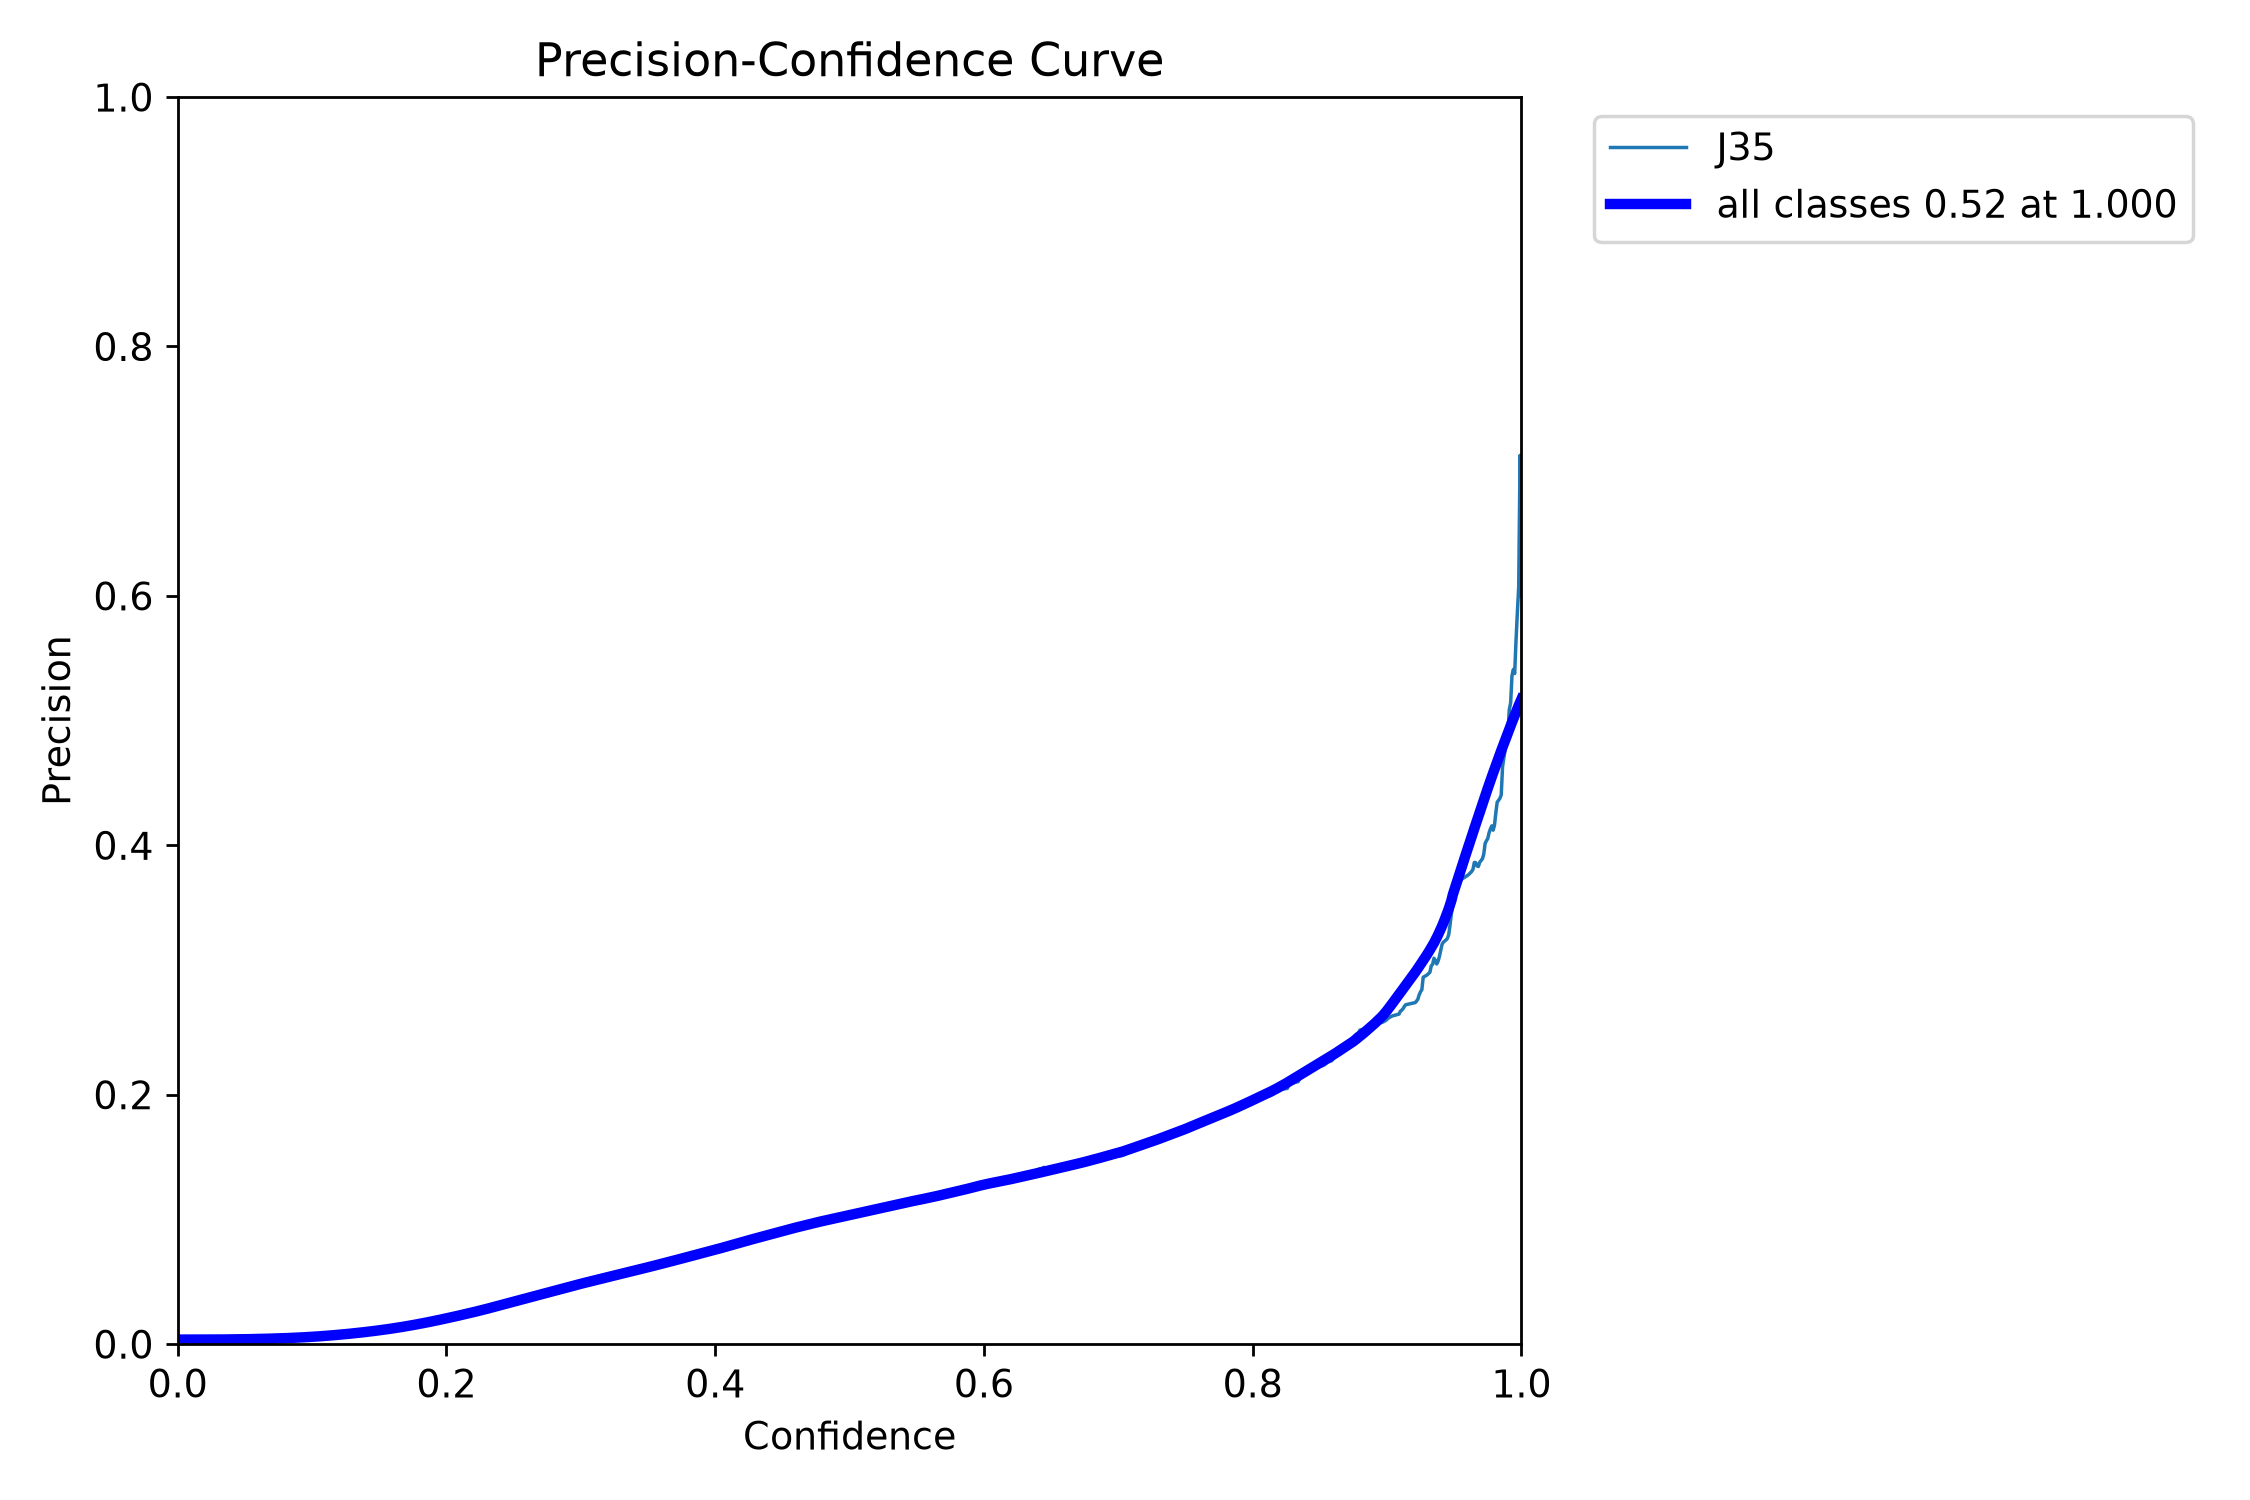 Precision-Confidence Curve
1.0
0.8
0.6
0.4
0.2
0.0
Precision
0.0 0.2 0.4 0.6 0.8 1.0
Confidence
J35
all classes 0.52 at 1.000